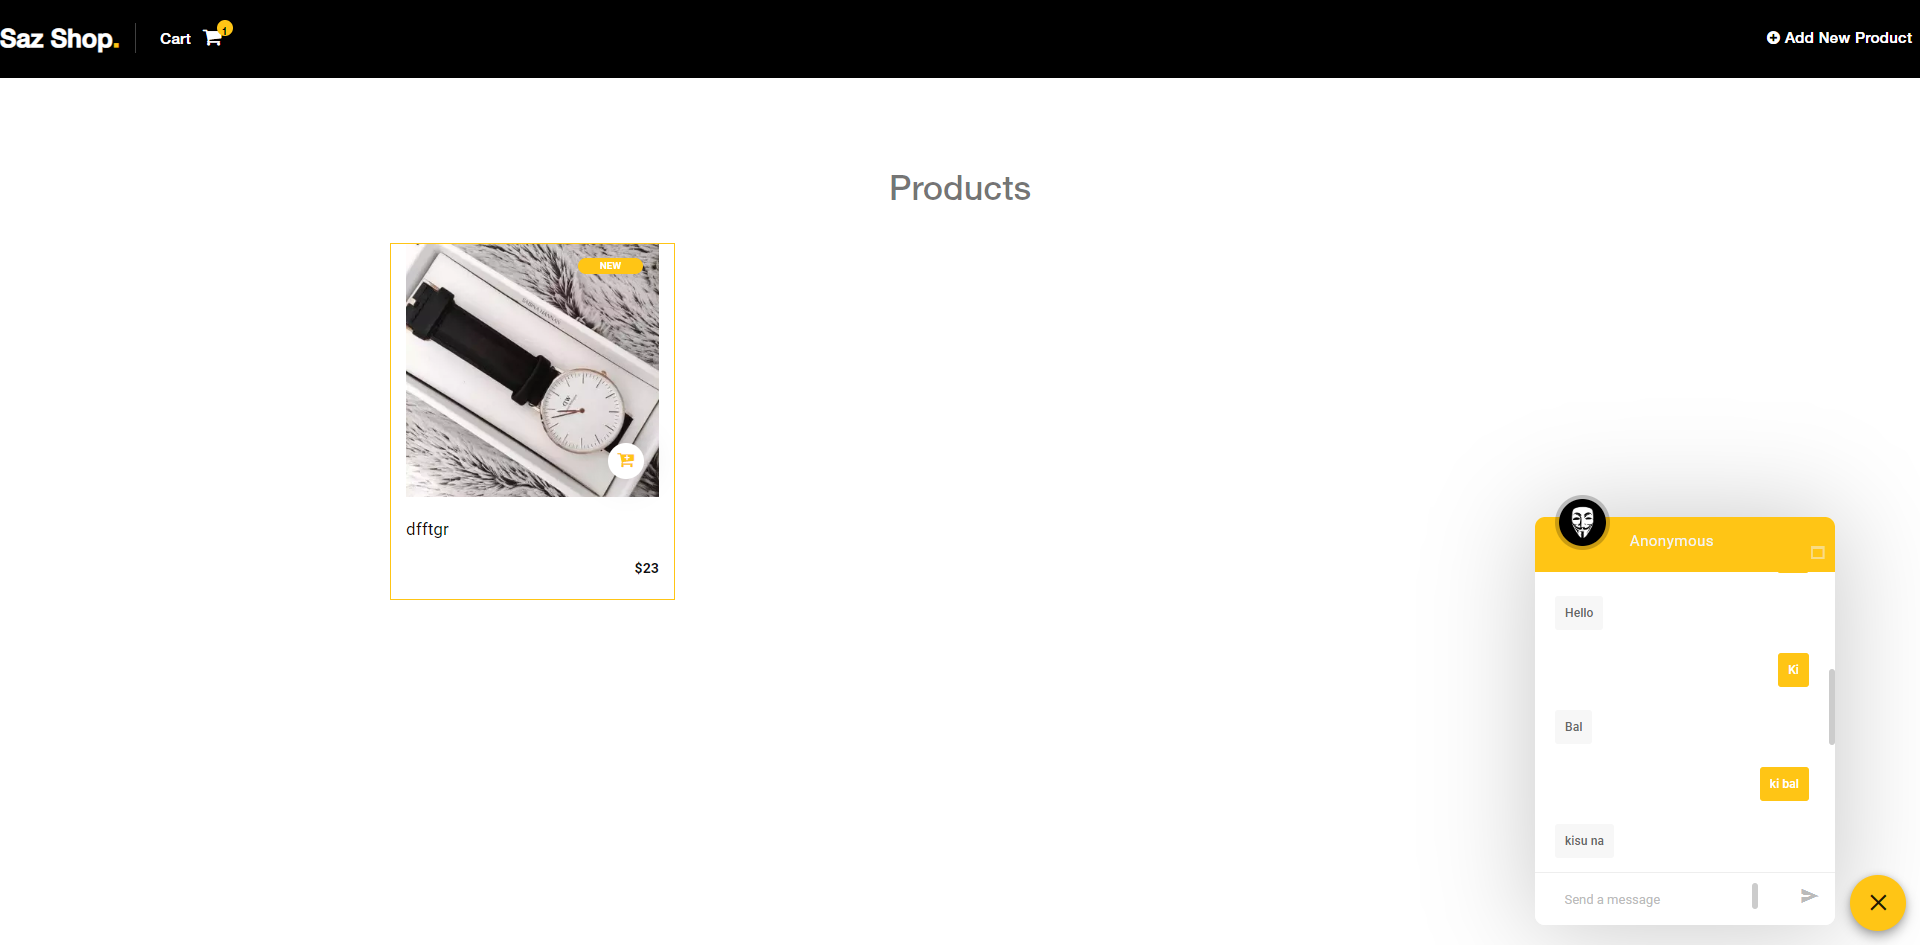 Saz Shop.
Cart
1
Add New Product
Products
NEW
DW
dfftgr
$23
Anonymous
Hello
Ki
Bal
ki bal
kisu na
Send a message